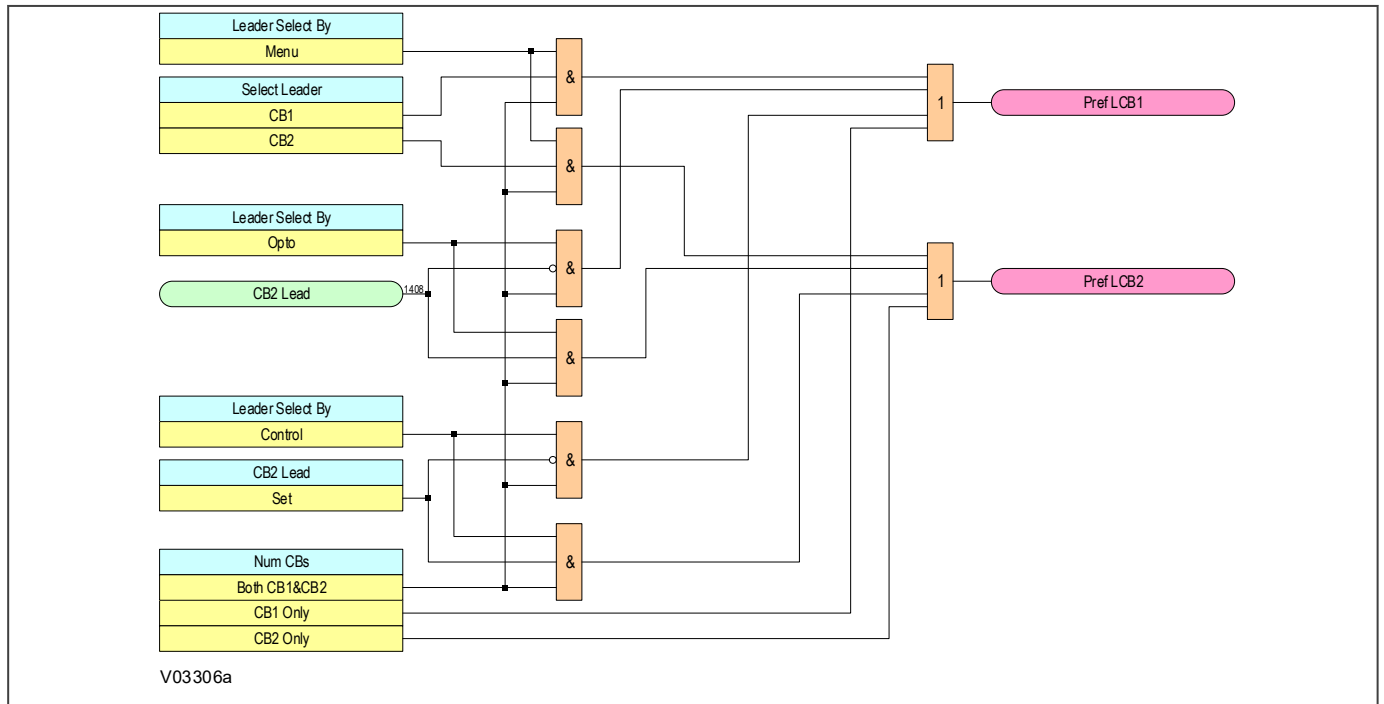 Leader Select By
Menu
Select Leader
CB1
CB2
Leader Select By
Opto
CB2 Lead
1408
Leader Select By
Control
CB2 Lead
Set
Num CBs
Both CB1&CB2
CB1 Only
CB2 Only
&
&
&
&
&
&
1
Pref LCB1
1
Pref LCB2
V03306a